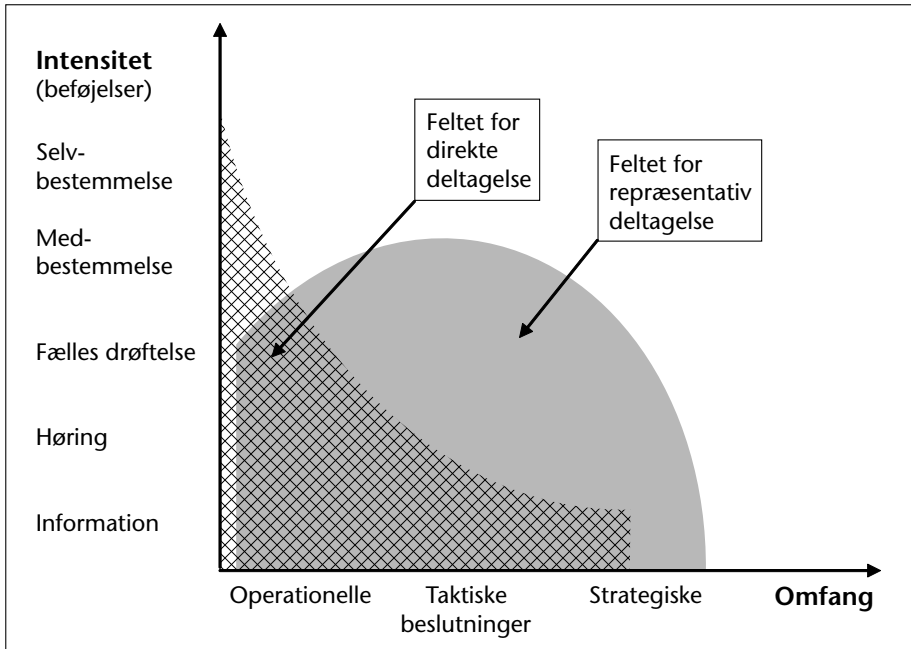 Intensitet
(beføjelser)
Selv-
bestemmelse
Med-
bestemmelse
Fælles drøftelse
Høring
Information
Feltet for
direkte
deltagelse
Feltet for
repræsentativ
deltagelse
Operationelle
Taktiske
beslutninger
Strategiske
Omfang